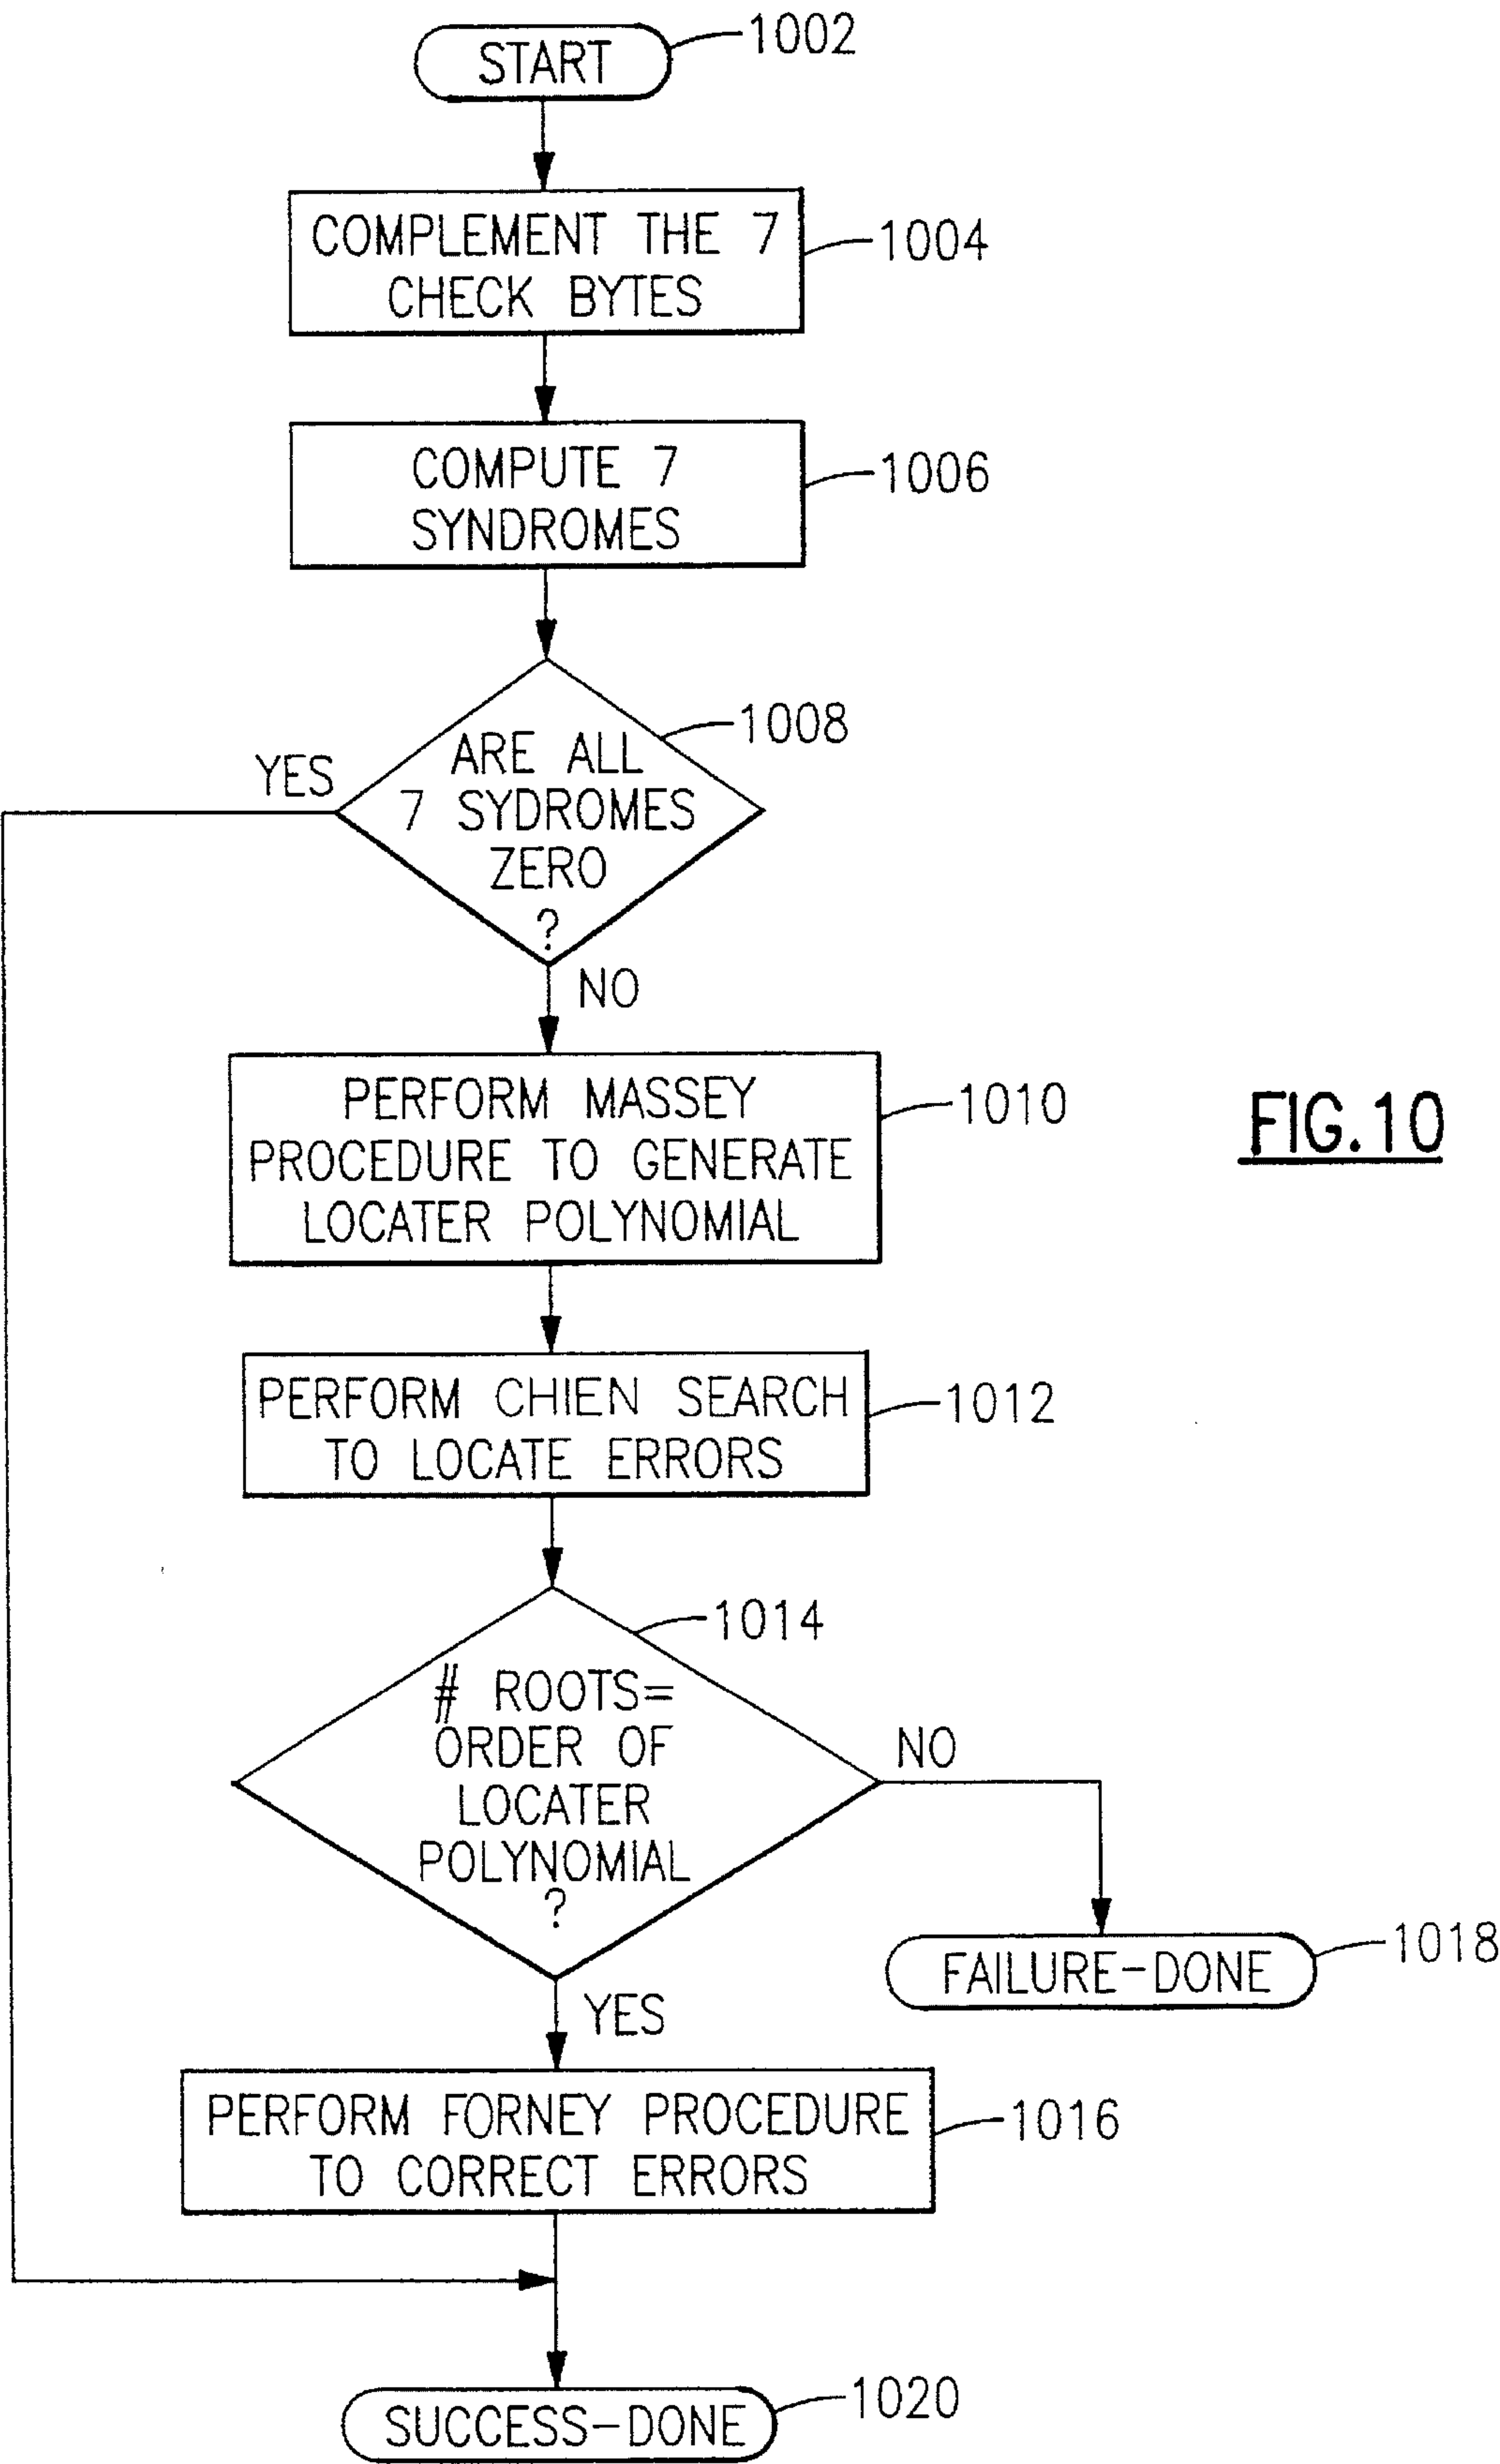 START
1002
COMPLEMENT THE 7
CHECK BYTES
1004
COMPUTE 7
SYNDROMES
1006
ARE ALL
7 SYDROMES
ZERO
?
1008
YES
NO
PERFORM MASSEY
PROCEDURE TO GENERATE
LOCATER POLYNOMIAL
1010
FIG.10
PERFORM CHIEN SEARCH
TO LOCATE ERRORS
1012
# ROOTS=
ORDER OF
LOCATER
POLYNOMIAL
?
1014
NO
FAILURE-DONE
1018
YES
PERFORM FORNEY PROCEDURE
TO CORRECT ERRORS
1016
SUCCESS-DONE
1020